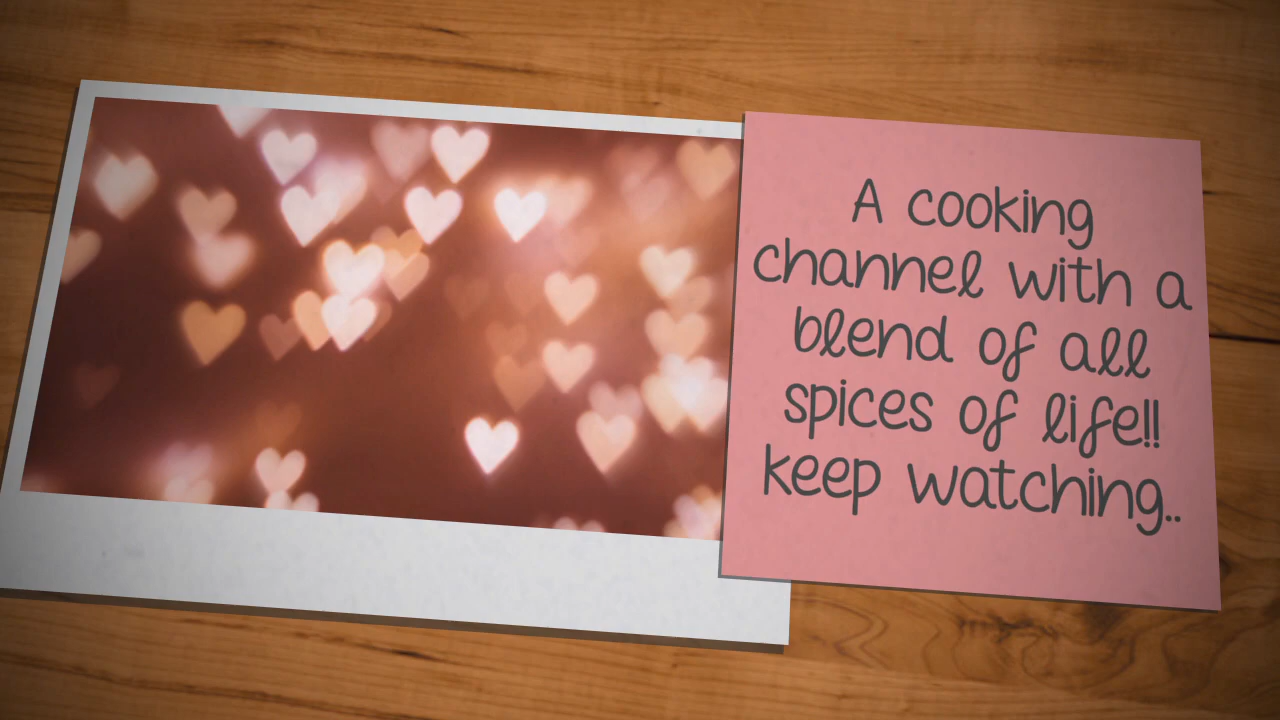 A cooking
channel with a
blend of all
spices of life!!
keep watching..